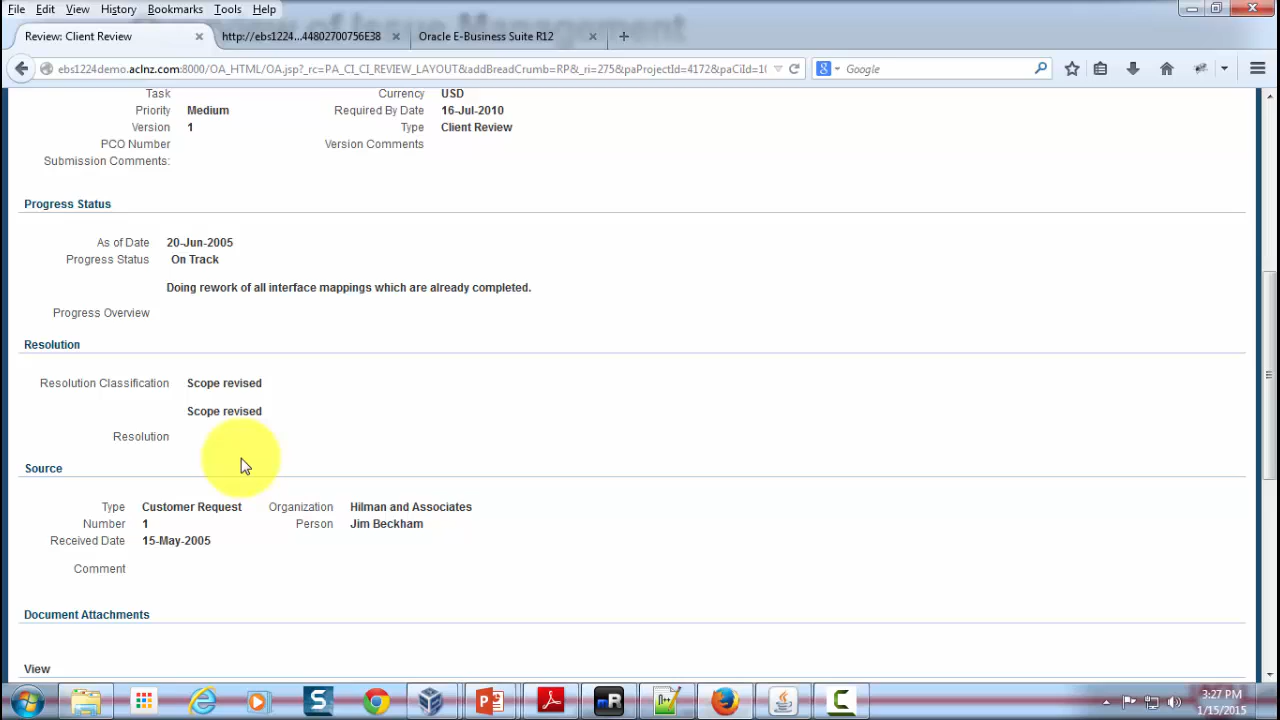 File Edit View History Bookmarks Tools Help
Review: Client Review
http://ebs1224...44802700756E38
Oracle E-Business Suite R12
ebs1224demo.aclnz.com:8000/OA_HTML/OA.jsp?_rc=PA_CI_CI_REVIEW_LAYOUT&addBreadCrumb=RP&_ri=275&paProjectId=4172&paCiId=1
Google
Task Currency USD
Priority Medium Required By Date 16-Jul-2010
Version 1 Type Client Review
PCO Number Version Comments
Submission Comments:
Progress Status
As of Date 20-Jun-2005
Progress Status On Track
Doing rework of all interface mappings which are already completed.
Progress Overview
Resolution
Resolution Classification Scope revised
Scope revised
Resolution
Source
Type Customer Request Organization Hilman and Associates
Number 1 Person Jim Beckham
Received Date 15-May-2005
Comment
Document Attachments
View
3:27 PM
1/15/2015